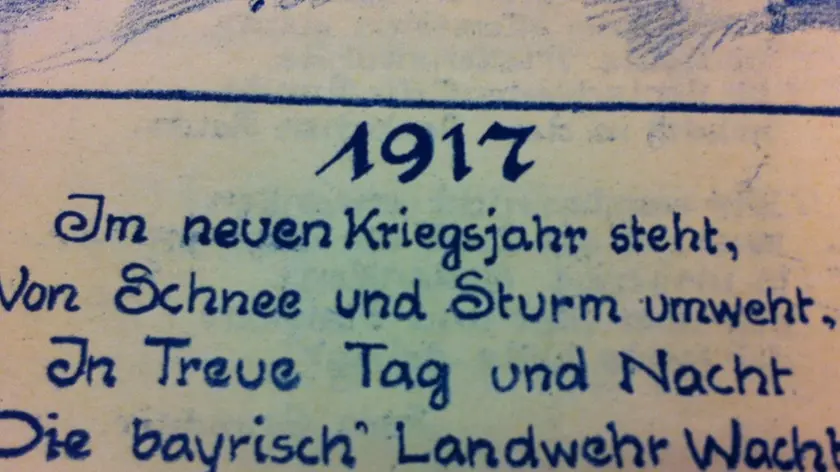 1917
Im neuen Kriegsjahr steht,
Von Schnee und Sturm umweht.
In Treue Tag und Nacht
Die bayrisch' Landwehr Wacht